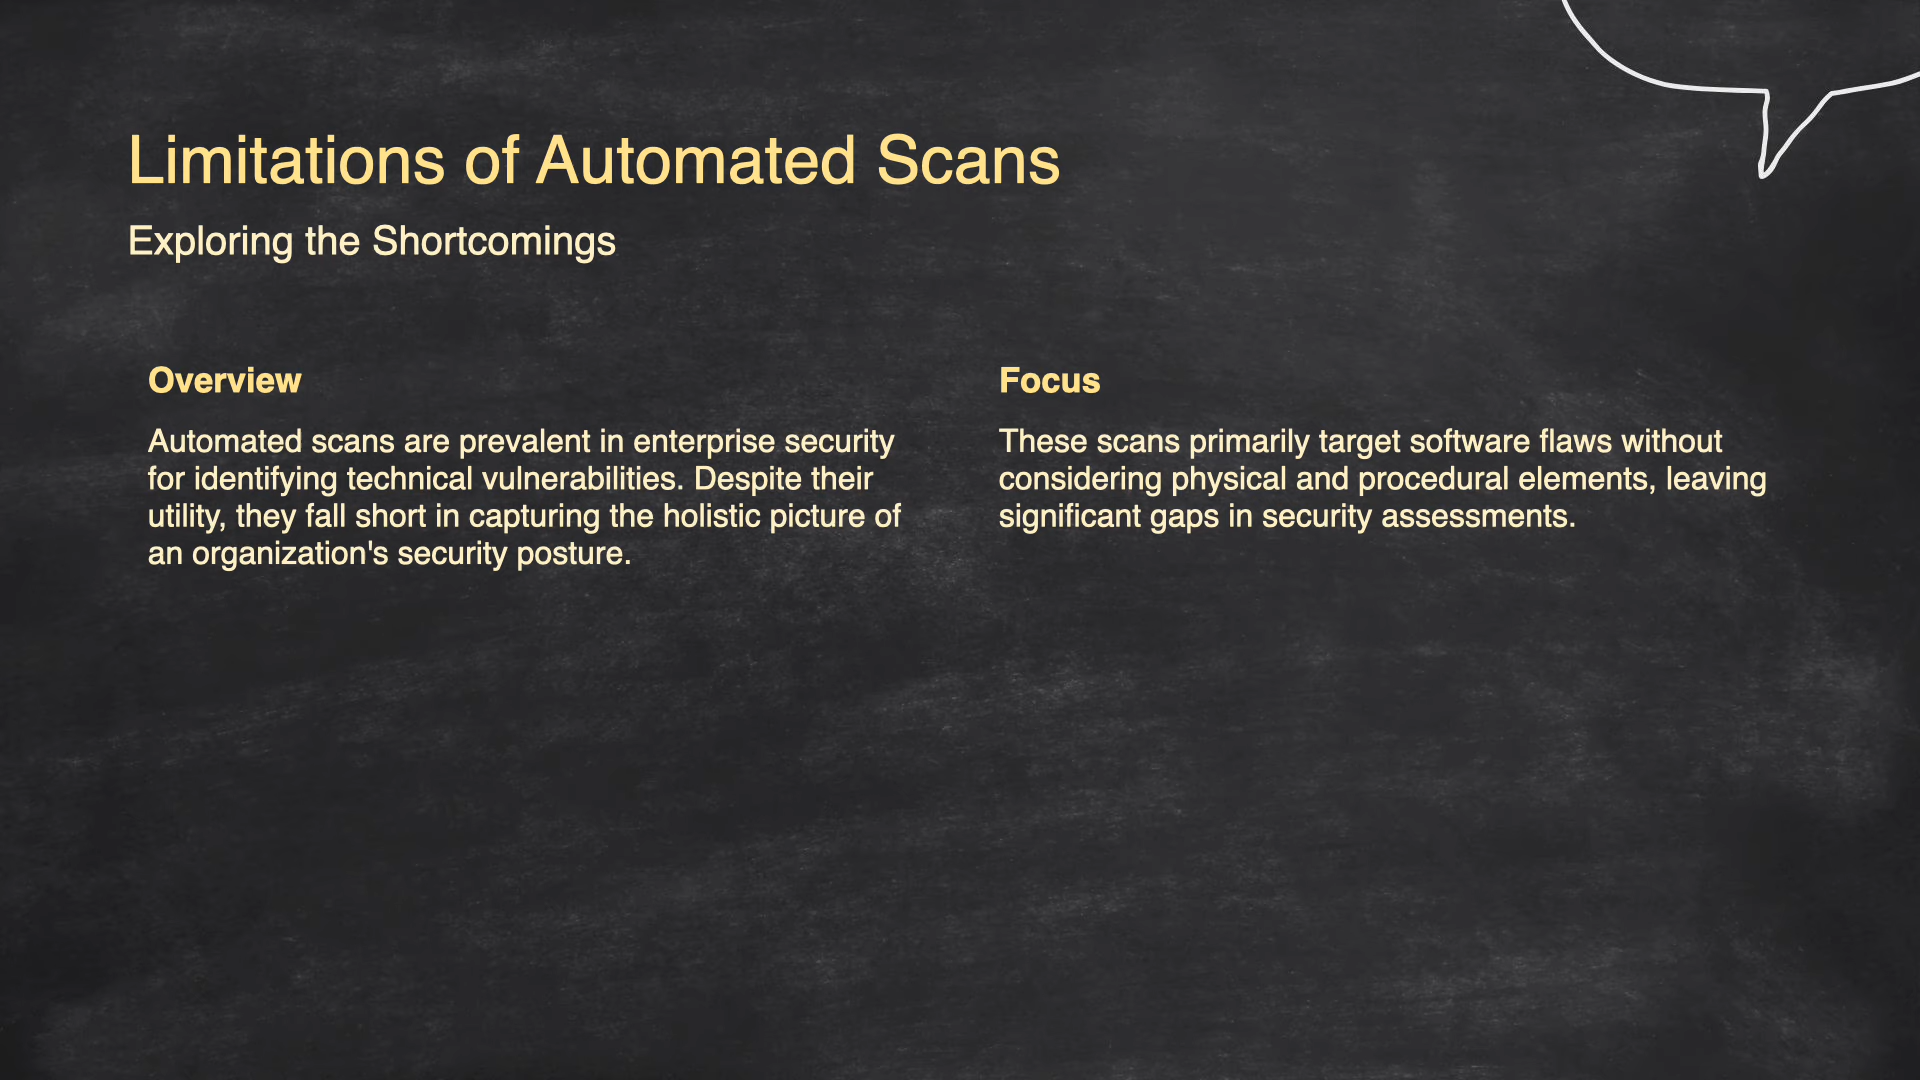 Limitations of Automated Scans
Exploring the Shortcomings
Overview
Automated scans are prevalent in enterprise security
for identifying technical vulnerabilities. Despite their
utility, they fall short in capturing the holistic picture of
an organization's security posture.
Focus
These scans primarily target software flaws without
considering physical and procedural elements, leaving
significant gaps in security assessments.